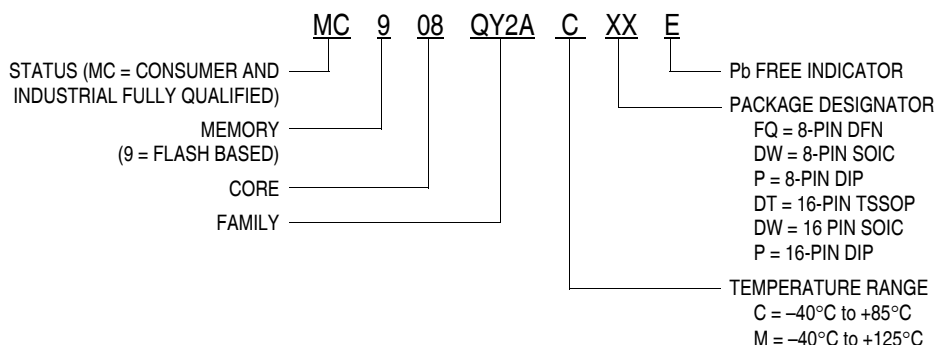 MC 9 08 QY2A C XX E
STATUS (MC = CONSUMER AND
INDUSTRIAL FULLY QUALIFIED)
MEMORY
(9 = FLASH BASED)
CORE
FAMILY
Pb FREE INDICATOR
PACKAGE DESIGNATOR
FQ = 8-PIN DFN
DW = 8-PIN SOIC
P = 8-PIN DIP
DT = 16-PIN TSSOP
DW = 16 PIN SOIC
P = 16-PIN DIP
TEMPERATURE RANGE
C = –40°C to +85°C
M = –40°C to +125°C